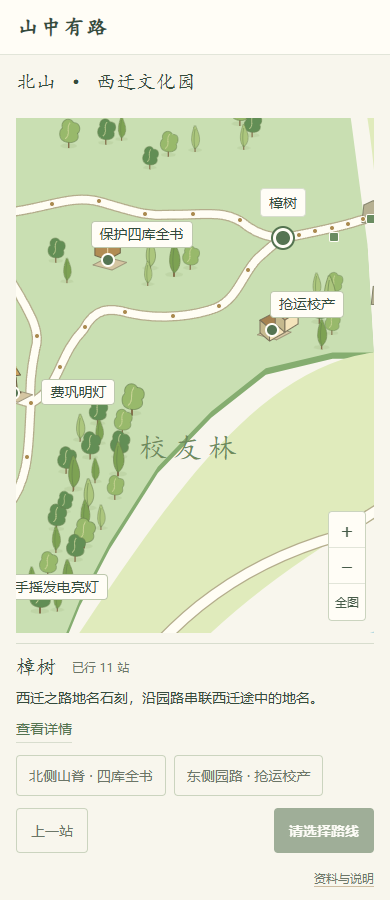 山中有路
北山 • 西迁文化园
樟树
保护四库全书
抢运校产
费巩明灯
校友林
手摇发电亮灯
+
−
全图
樟树 已行 11 站
西迁之路地名石刻，沿园路串联西迁途中的地名。
查看详情
北侧山脊 · 四库全书 东侧园路 · 抢运校产
上一站 请选择路线
资料与说明